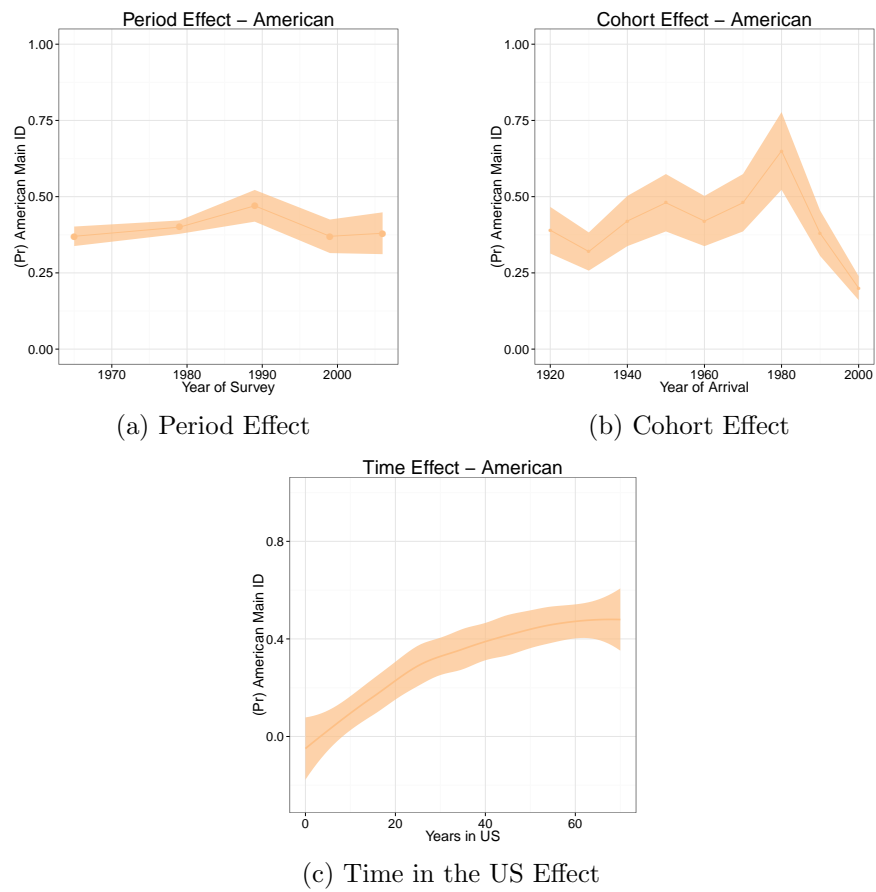 Period Effect – American
(Pr) American Main ID
1.00
0.75
0.50
0.25
0.00
1970 1980 1990 2000
Year of Survey
(a) Period Effect
Cohort Effect – American
(Pr) American Main ID
1.00
0.75
0.50
0.25
0.00
1920 1940 1960 1980 2000
Year of Arrival
(b) Cohort Effect
Time Effect – American
(Pr) American Main ID
0.8
0.4
0.0
0 20 40 60
Years in US
(c) Time in the US Effect